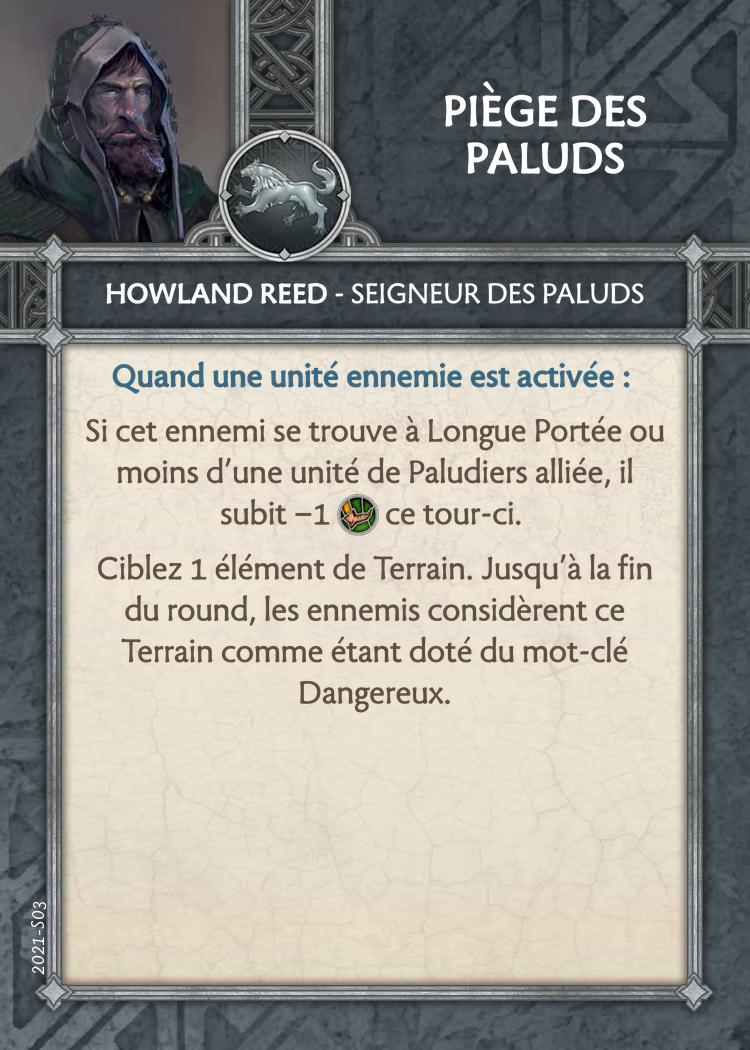 PIÈGE DES
PALUDS
HOWLAND REED - SEIGNEUR DES PALUDS
Quand une unité ennemie est activée :
Si cet ennemi se trouve à Longue Portée ou
moins d'une unité de Paludiers alliée, il
subit −1 ce tour-ci.
Ciblez 1 élément de Terrain. Jusqu'à la fin
du round, les ennemis considèrent ce
Terrain comme étant doté du mot-clé
Dangereux.
2021-S03